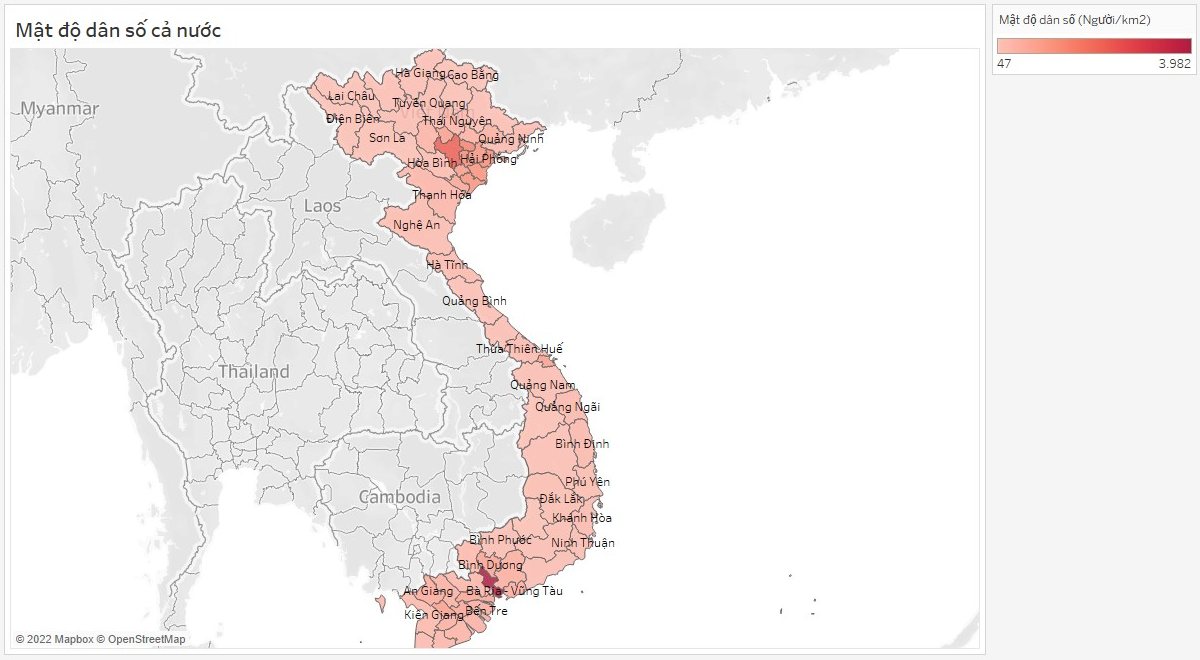 Mật độ dân số cả nước
Mật độ dân số (Người/km2)
47
3.982
Hà Giang
Cao Bằng
Lai Châu
Tuyên Quang
Myanmar
Điện Biên
Thái Nguyên
Sơn La
Quảng Ninh
Hòa Bình
Hải Phòng
Thanh Hóa
Laos
Nghệ An
Hà Tĩnh
Quảng Bình
Thừa Thiên Huế
Thailand
Quảng Nam
Quảng Ngãi
Bình Định
Phú Yên
Cambodia
Đắk Lắk
Khánh Hòa
Bình Phước
Ninh Thuận
Bình Dương
An Giang
Bà Rịa - Vũng Tàu
Kiên Giang
Bến Tre
© 2022 Mapbox © OpenStreetMap